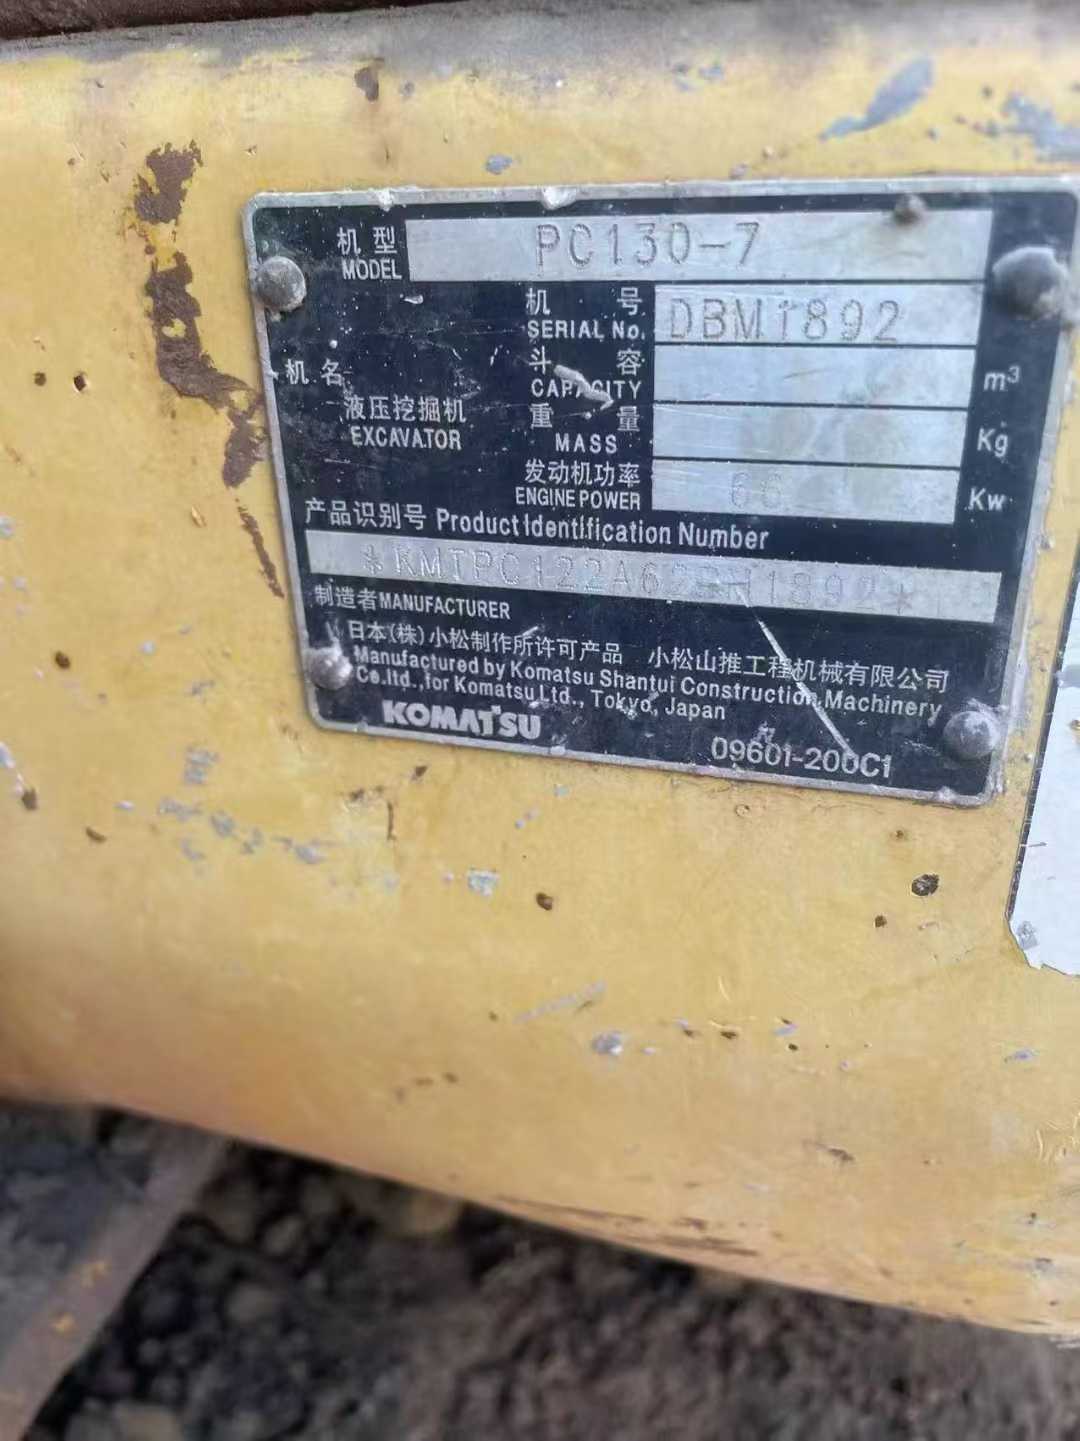 机型 PC130-7
MODEL
机号 DBM1892
SERIAL No.
斗容 m³
CAPACITY
机名
重量 Kg
MASS
液压挖掘机
EXCAVATOR
发动机功率 66 Kw
ENGINE POWER
产品识别号 Product Identification Number
制造者MANUFACTURER
日本(株)小松制作所许可产品 小松山推工程机械有限公司
Manufactured by Komatsu Shantui Construction Machinery
Co.ltd.,for Komatsu Ltd., Tokyo, Japan
KOMATSU
09601-200C1